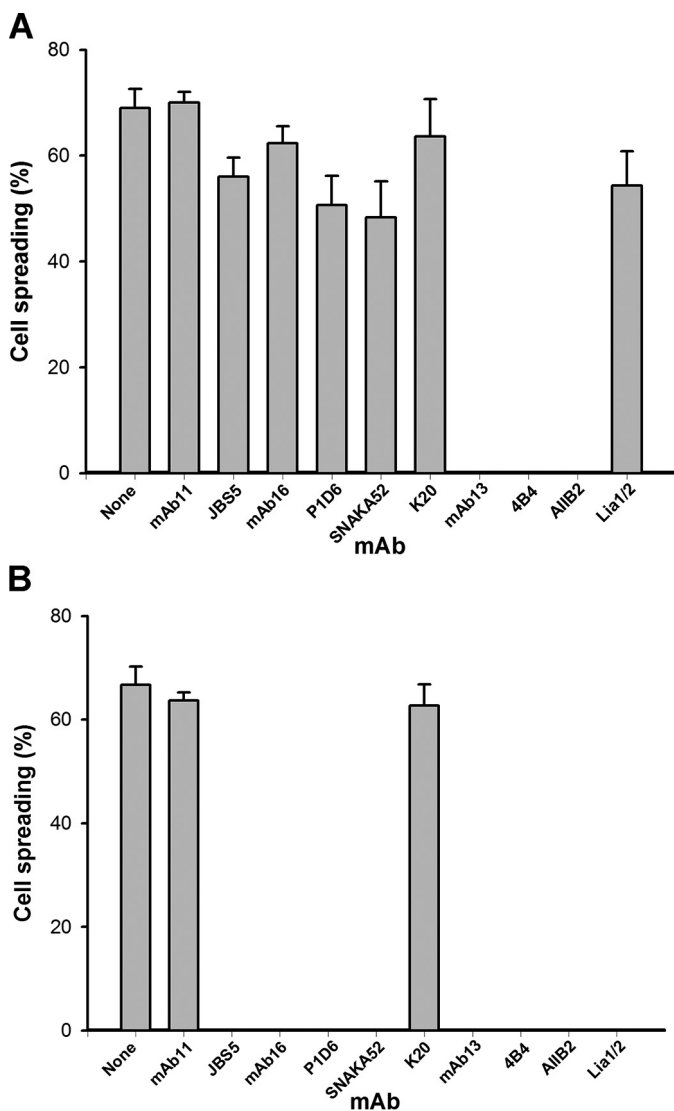 A
80
60
40
20
0
Cell spreading (%)
None mAb11 JBS5 mAb16 P1D6 SNAKA52 K20 mAb13 4B4 AIIB2 Lia1/2
mAb
B
80
60
40
20
0
Cell spreading (%)
None mAb11 JBS5 mAb16 P1D6 SNAKA52 K20 mAb13 4B4 AIIB2 Lia1/2
mAb